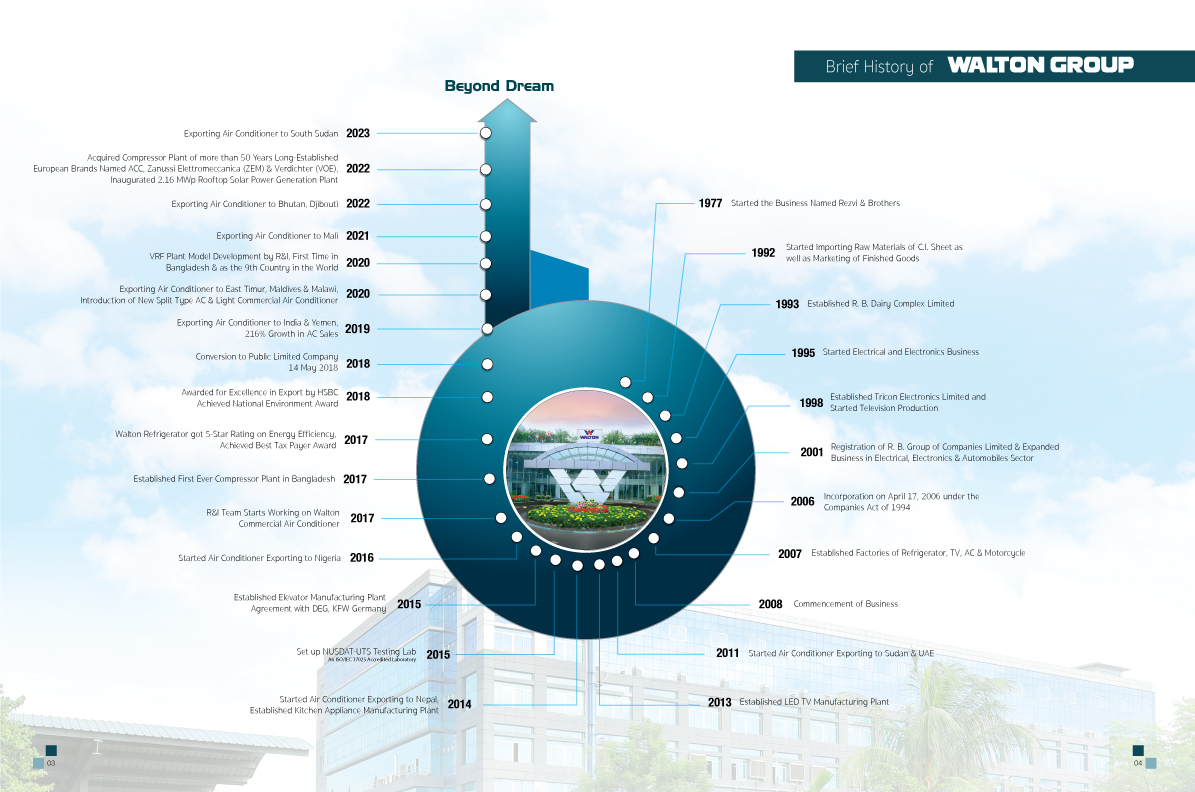 Brief History of WALTON GROUP
Beyond Dream
Exporting Air Conditioner to South Sudan 2023
Acquired Compressor Plant of more than 50 Years Long-Established
European Brands Named ACC, Zanussi Elettromeccanica (ZEM) & Verdichter (VOE), 2022
Inaugurated 2.16 MWp Rooftop Solar Power Generation Plant
Exporting Air Conditioner to Bhutan, Djibouti 2022
Exporting Air Conditioner to Mali 2021
VRF Plant Model Development by R&I, First Time in 2020
Bangladesh & as the 9th Country in the World
Exporting Air Conditioner to East Timur, Maldives & Malawi, 2020
Introduction of New Split Type AC & Light Commercial Air Conditioner
Exporting Air Conditioner to India & Yemen, 2019
216% Growth in AC Sales
Conversion to Public Limited Company 2018
14 May 2018
Awarded for Excellence in Export by HSBC 2018
Achieved National Environment Award
Walton Refrigerator got 5-Star Rating on Energy Efficiency, 2017
Achieved Best Tax Payer Award
Established First Ever Compressor Plant in Bangladesh 2017
R&I Team Starts Working on Walton 2017
Commercial Air Conditioner
Started Air Conditioner Exporting to Nigeria 2016
Established Elevator Manufacturing Plant 2015
Agreement with DEG, KFW Germany
Set up NUSDAT-UTS Testing Lab 2015
An ISO/IEC 17025 Accredited Laboratory
Started Air Conditioner Exporting to Nepal, 2014
Established Kitchen Appliance Manufacturing Plant
1977 Started the Business Named Rezvi & Brothers
1992 Started Importing Raw Materials of C.I. Sheet as
well as Marketing of Finished Goods
1993 Established R. B. Dairy Complex Limited
1995 Started Electrical and Electronics Business
1998 Established Tricon Electronics Limited and
Started Television Production
2001 Registration of R. B. Group of Companies Limited & Expanded
Business in Electrical, Electronics & Automobiles Sector
2006 Incorporation on April 17, 2006 under the
Companies Act of 1994
2007 Established Factories of Refrigerator, TV, AC & Motorcycle
2008 Commencement of Business
2011 Started Air Conditioner Exporting to Sudan & UAE
2013 Established LED TV Manufacturing Plant
WALTON
03
04